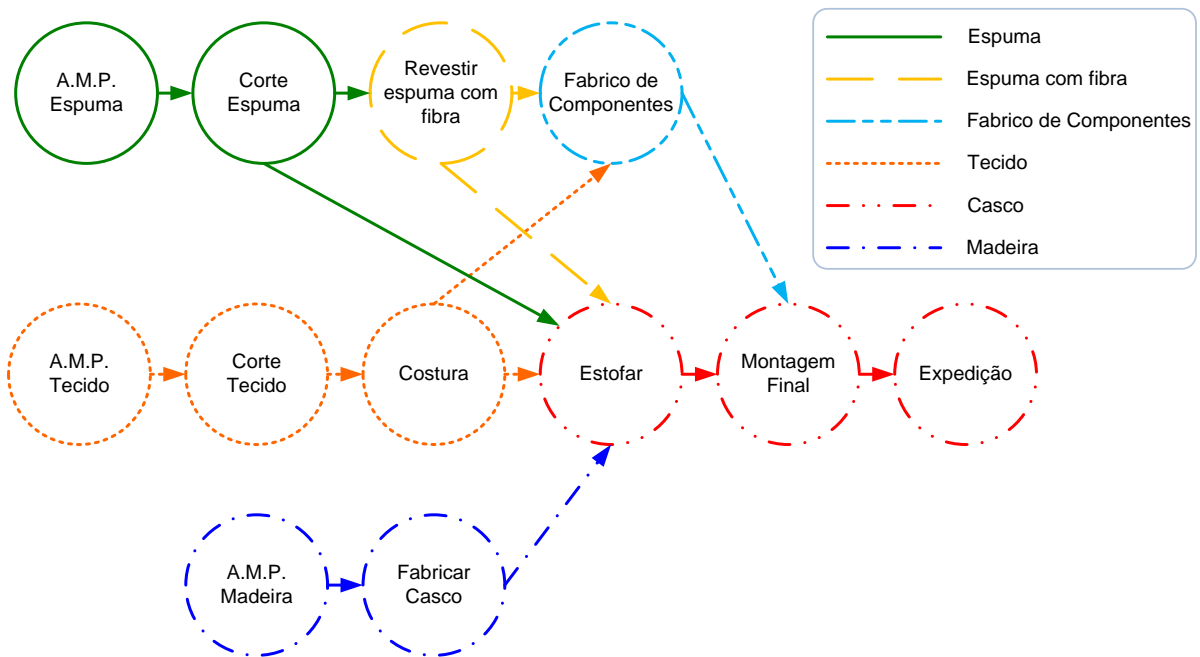 A.M.P.
Espuma
Corte
Espuma
Revestir
espuma com
fibra
Fabrico de
Componentes
Espuma
Espuma com fibra
Fabrico de Componentes
Tecido
Casco
Madeira
A.M.P.
Tecido
Corte
Tecido
Costura
Estofar
Montagem
Final
Expedição
A.M.P.
Madeira
Fabricar
Casco